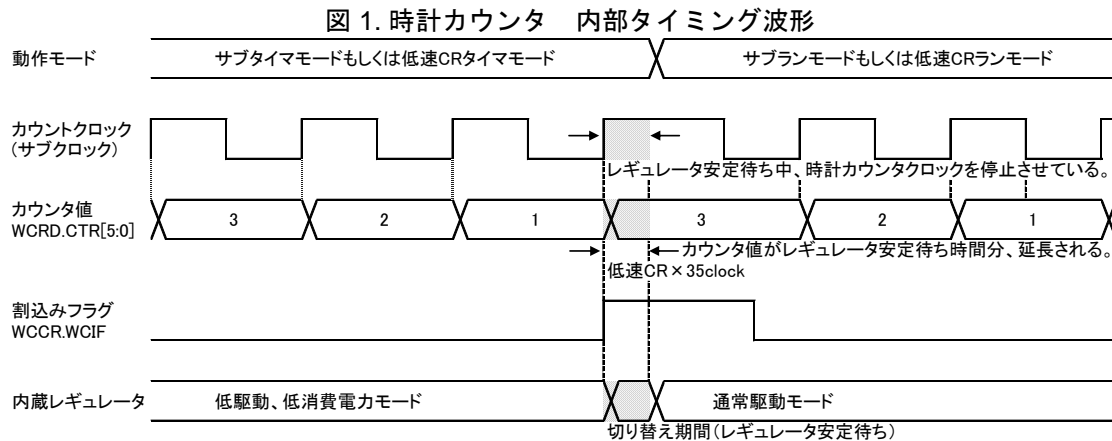 図 1. 時計カウンタ　内部タイミング波形
動作モード
サブタイマモードもしくは低速CRタイマモード
サブランモードもしくは低速CRランモード
カウントクロック
(サブクロック)
レギュレータ安定待ち中、時計カウンタクロックを停止させている。
カウンタ値
WCRD.CTR[5:0]
3
2
1
3
2
1
カウンタ値がレギュレータ安定待ち時間分、延長される。
低速CR×35clock
割込みフラグ
WCCR.WCIF
内蔵レギュレータ
低駆動、低消費電力モード
通常駆動モード
切り替え期間(レギュレータ安定待ち)